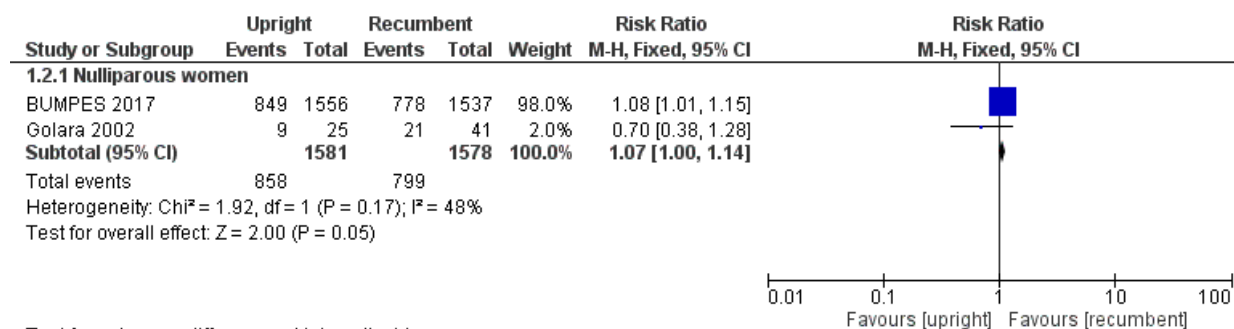 Upright Recumbent Risk Ratio Risk Ratio
Study or Subgroup Events Total Events Total Weight M-H, Fixed, 95% CI M-H, Fixed, 95% CI
1.2.1 Nulliparous women
BUMPES 2017 849 1556 778 1537 98.0% 1.08 [1.01, 1.15]
Golara 2002 9 25 21 41 2.0% 0.70 [0.38, 1.28]
Subtotal (95% CI) 1581 1578 100.0% 1.07 [1.00, 1.14]
Total events 858 799
Heterogeneity: Chi² = 1.92, df = 1 (P = 0.17); I² = 48%
Test for overall effect: Z = 2.00 (P = 0.05)
0.01 0.1 1 10 100
Favours [upright] Favours [recumbent]